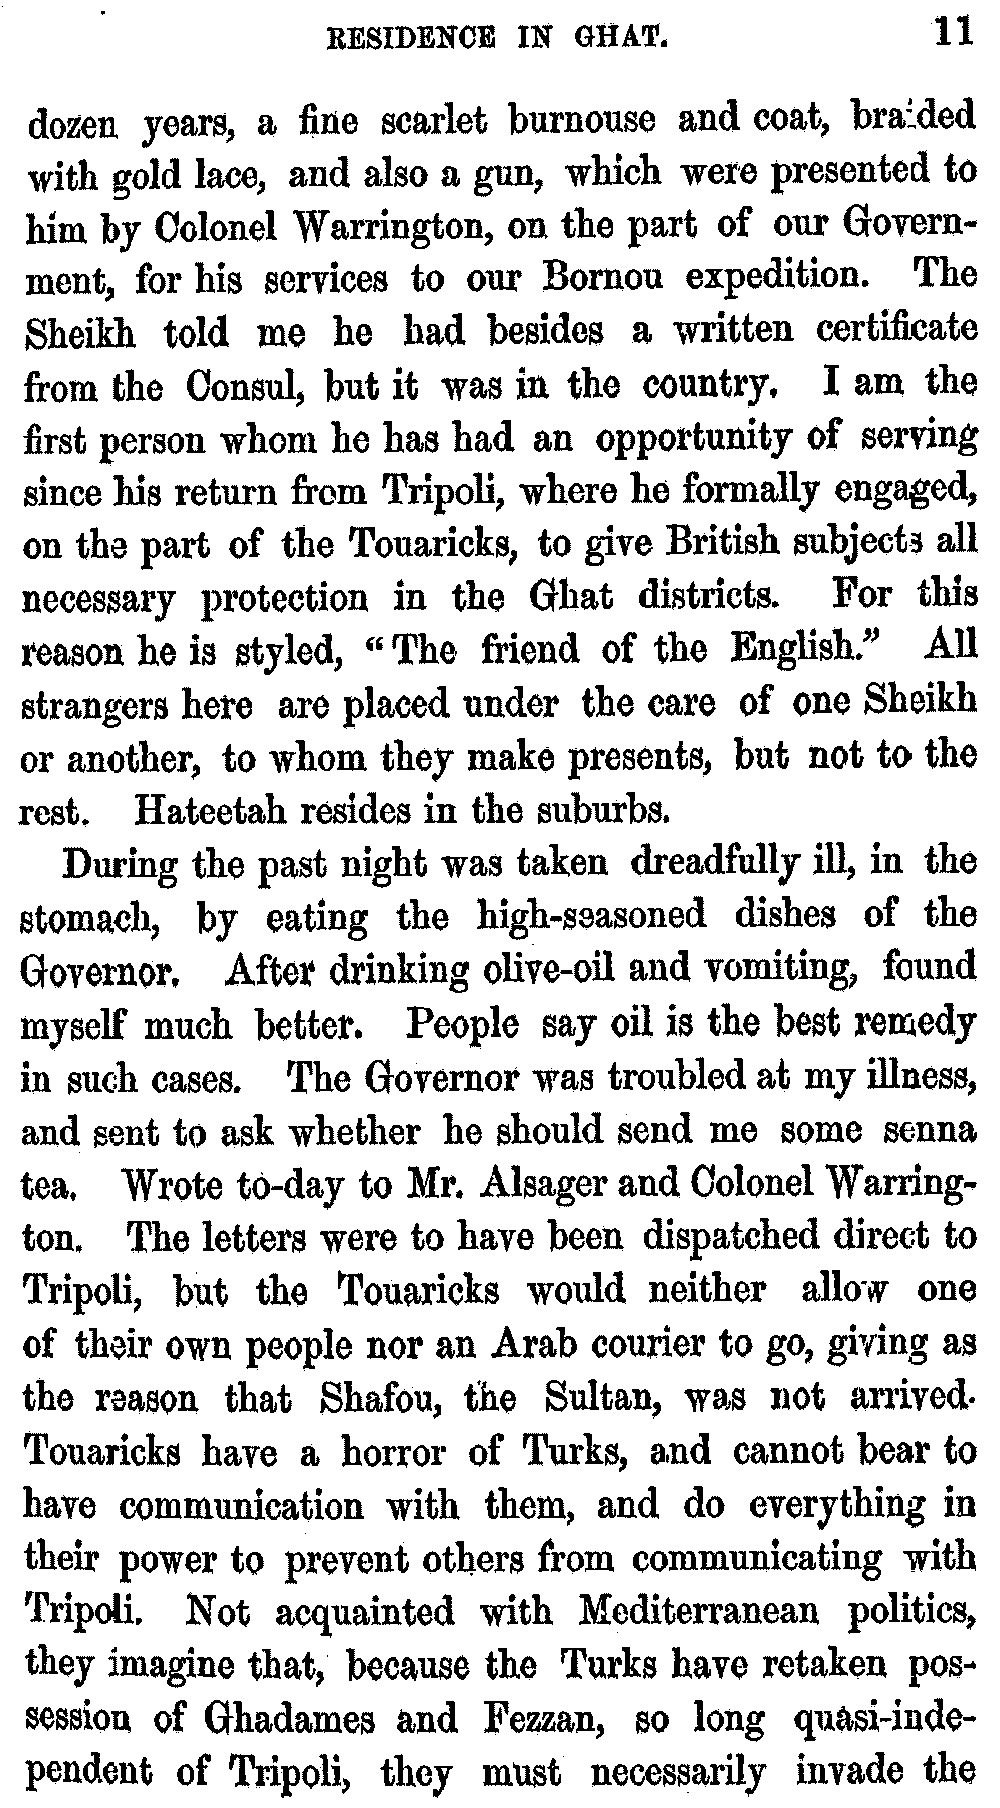 RESIDENCE IN GHAT. 11
dozen years, a fine scarlet burnouse and coat, braided
with gold lace, and also a gun, which were presented to
him by Colonel Warrington, on the part of our Govern-
ment, for his services to our Bornou expedition. The
Sheikh told me he had besides a written certificate
from the Consul, but it was in the country. I am the
first person whom he has had an opportunity of serving
since his return from Tripoli, where he formally engaged,
on the part of the Touaricks, to give British subjects all
necessary protection in the Ghat districts. For this
reason he is styled, “The friend of the English.” All
strangers here are placed under the care of one Sheikh
or another, to whom they make presents, but not to the
rest. Hateetah resides in the suburbs.
During the past night was taken dreadfully ill, in the
stomach, by eating the high-seasoned dishes of the
Governor. After drinking olive-oil and vomiting, found
myself much better. People say oil is the best remedy
in such cases. The Governor was troubled at my illness,
and sent to ask whether he should send me some senna
tea. Wrote to-day to Mr. Alsager and Colonel Warring-
ton. The letters were to have been dispatched direct to
Tripoli, but the Touaricks would neither allow one
of their own people nor an Arab courier to go, giving as
the reason that Shafou, the Sultan, was not arrived.
Touaricks have a horror of Turks, and cannot bear to
have communication with them, and do everything in
their power to prevent others from communicating with
Tripoli. Not acquainted with Mediterranean politics,
they imagine that, because the Turks have retaken pos-
session of Ghadames and Fezzan, so long quasi-inde-
pendent of Tripoli, they must necessarily invade the